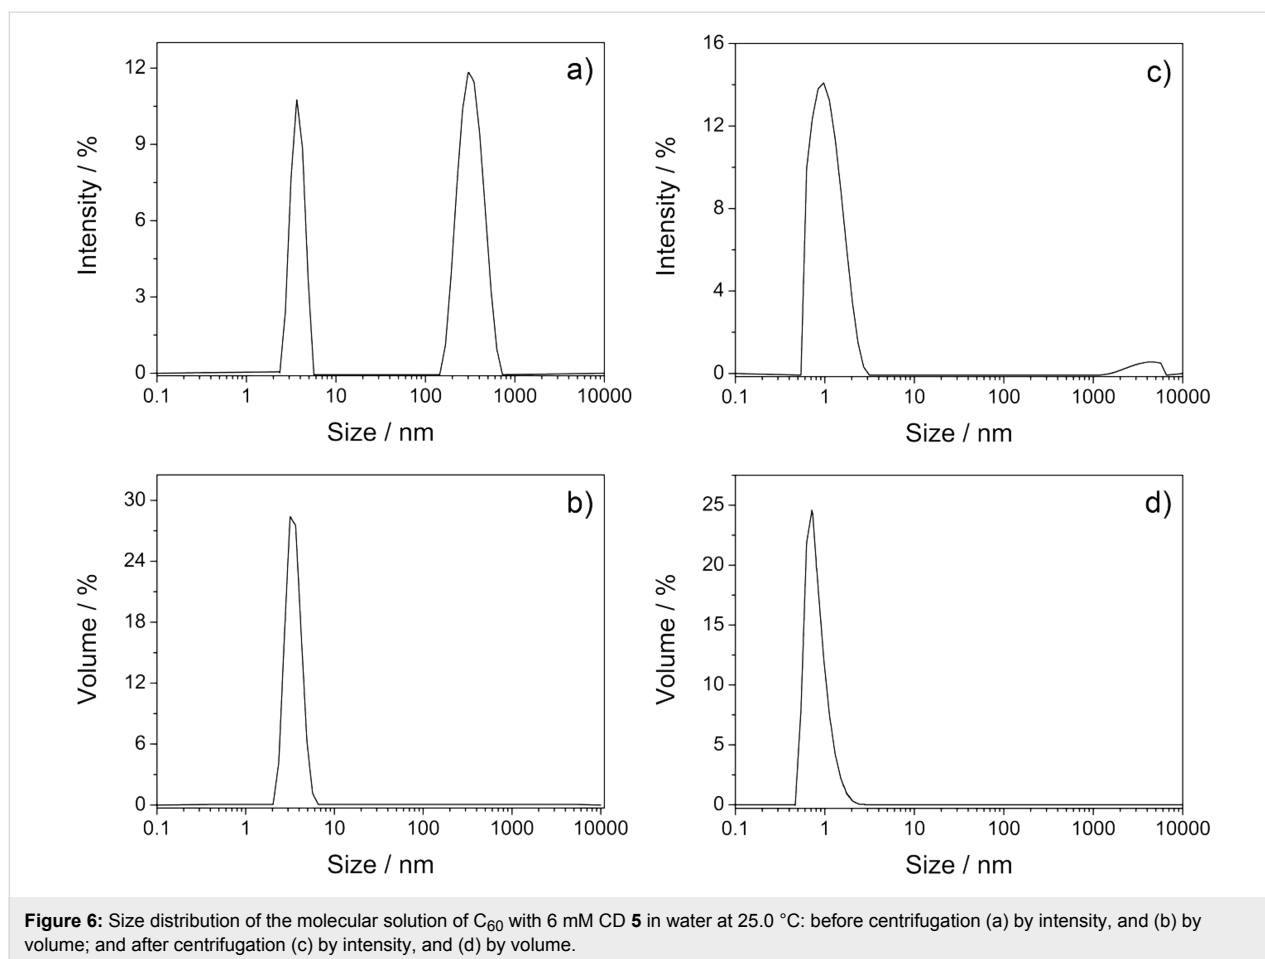 a)
12
9
6
3
0
Intensity / %
0.1 1 10 100 1000 10000
Size / nm
c)
16
12
8
4
0
Intensity / %
0.1 1 10 100 1000 10000
Size / nm
b)
30
24
18
12
6
0
Volume / %
0.1 1 10 100 1000 10000
Size / nm
d)
25
20
15
10
5
0
Volume / %
0.1 1 10 100 1000 10000
Size / nm
Figure 6: Size distribution of the molecular solution of C₆₀ with 6 mM CD 5 in water at 25.0 °C: before centrifugation (a) by intensity, and (b) by
volume; and after centrifugation (c) by intensity, and (d) by volume.